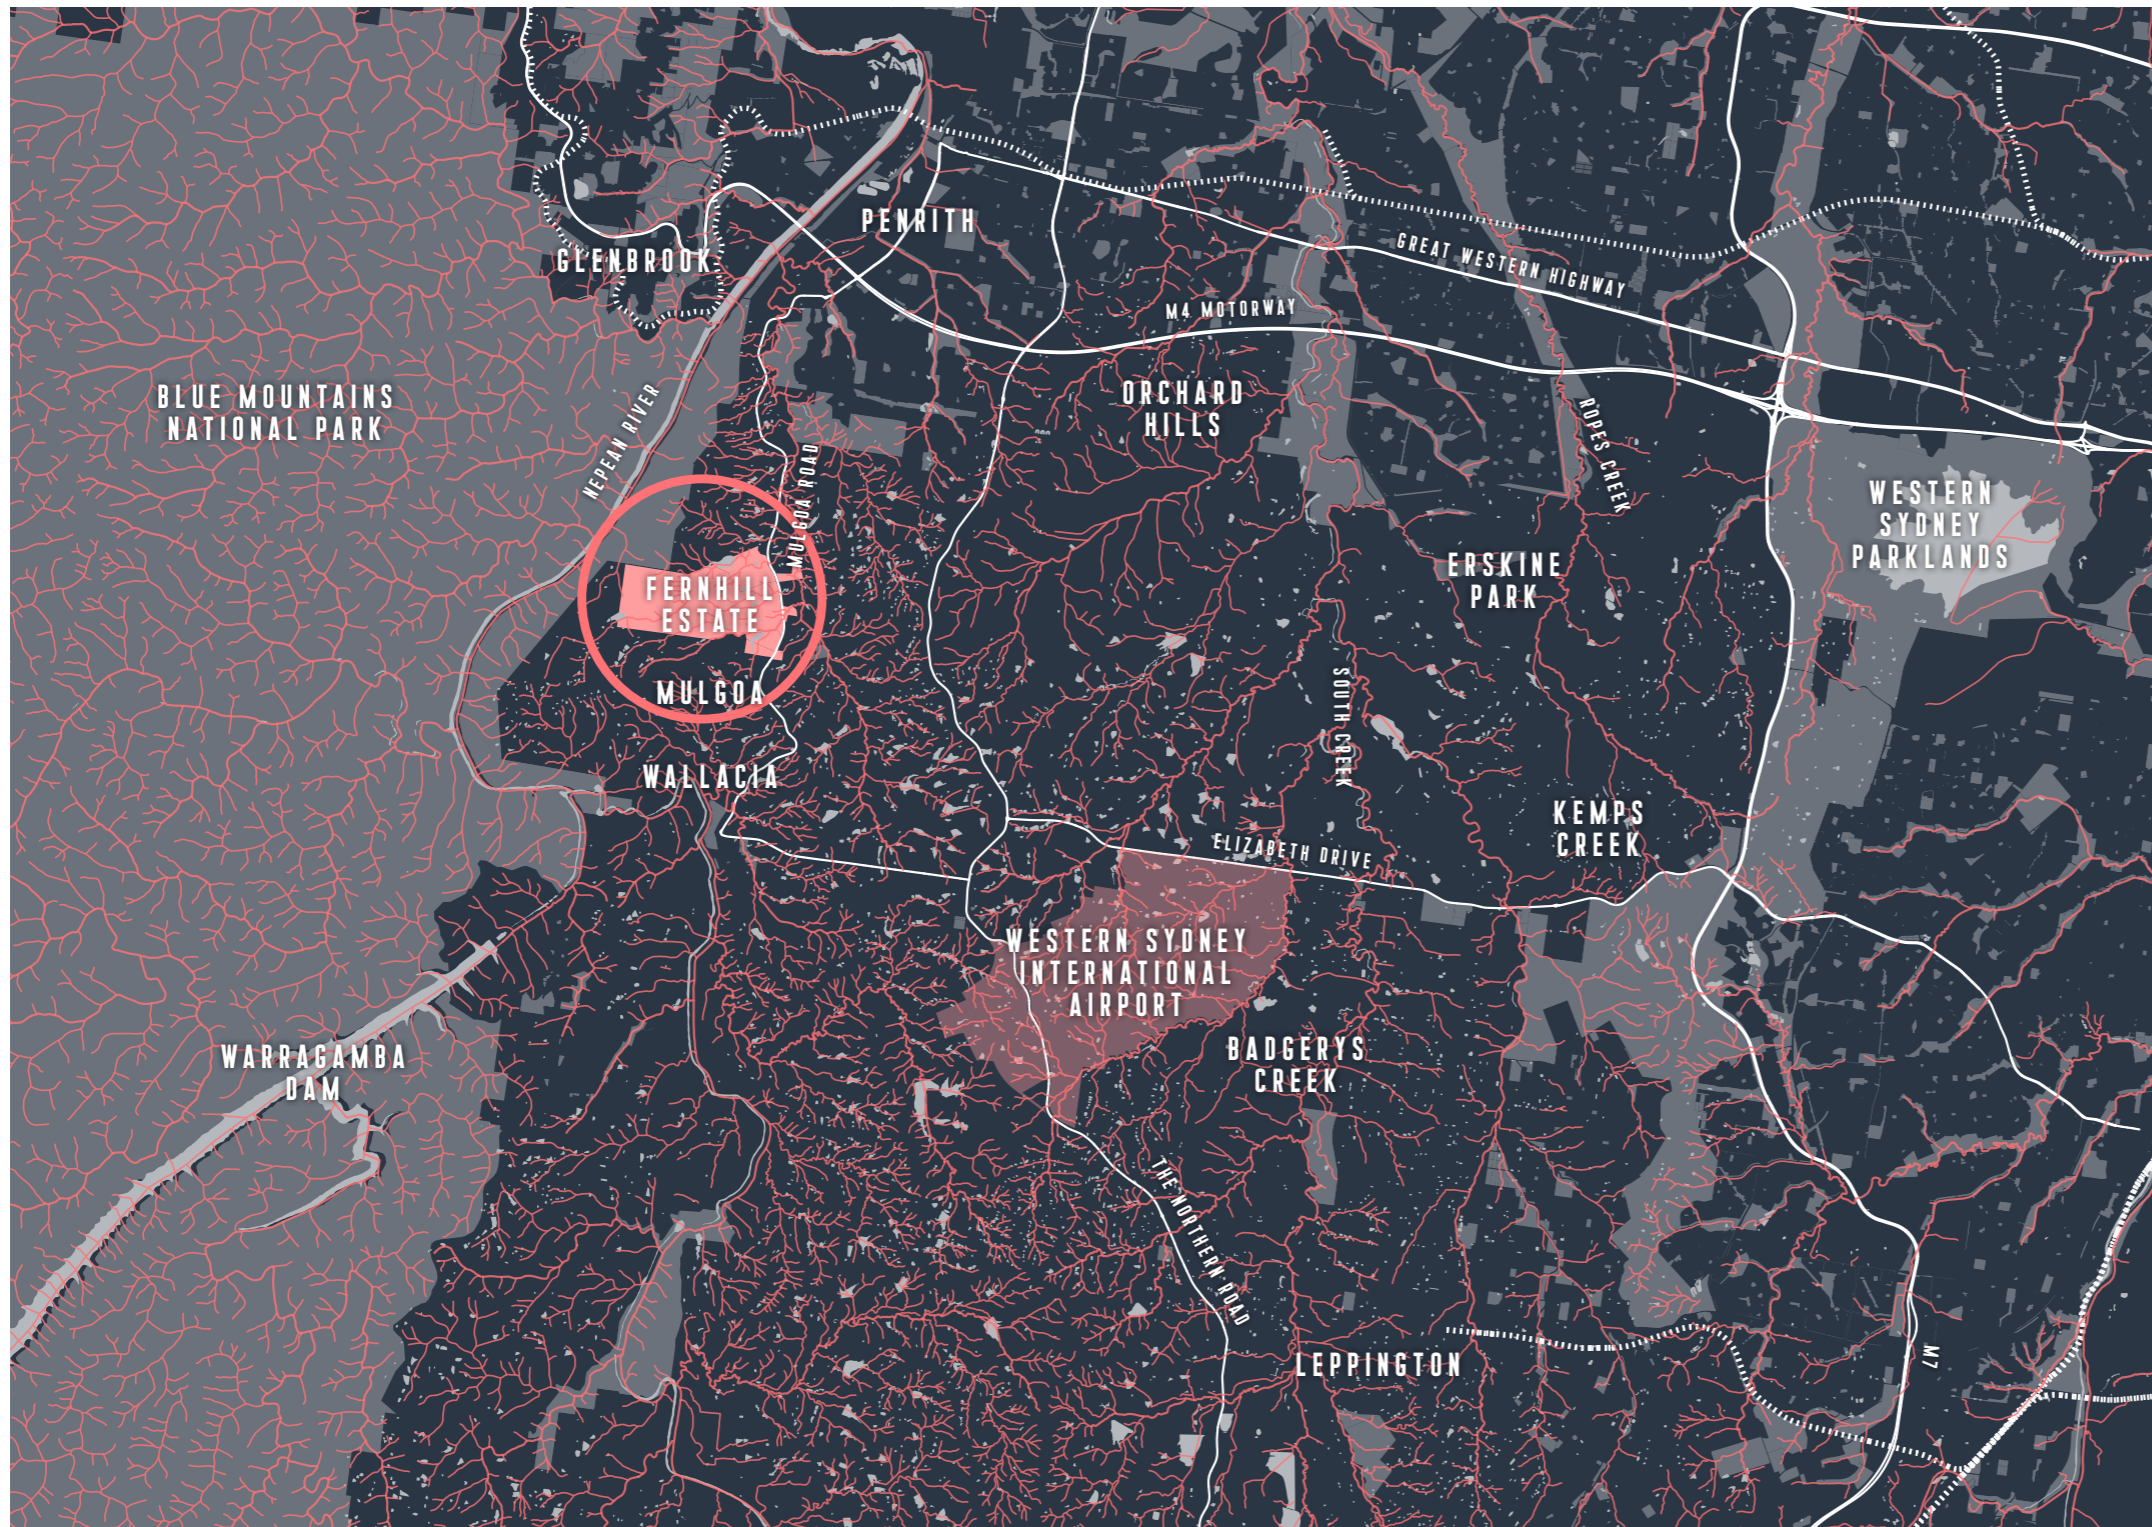 PENRITH
GLENBROOK
GREAT WESTERN HIGHWAY
M4 MOTORWAY
BLUE MOUNTAINS
NATIONAL PARK
NEPEAN RIVER
ORCHARD
HILLS
ROPES CREEK
MULGOA ROAD
WESTERN
SYDNEY
PARKLANDS
FERNHILL
ESTATE
ERSKINE
PARK
MULGOA
SOUTH CREEK
WALLACIA
KEMPS
CREEK
ELIZABETH DRIVE
WESTERN SYDNEY
INTERNATIONAL
AIRPORT
WARRAGAMBA
DAM
BADGERYS
CREEK
THE NORTHERN ROAD
LEPPINGTON
M7